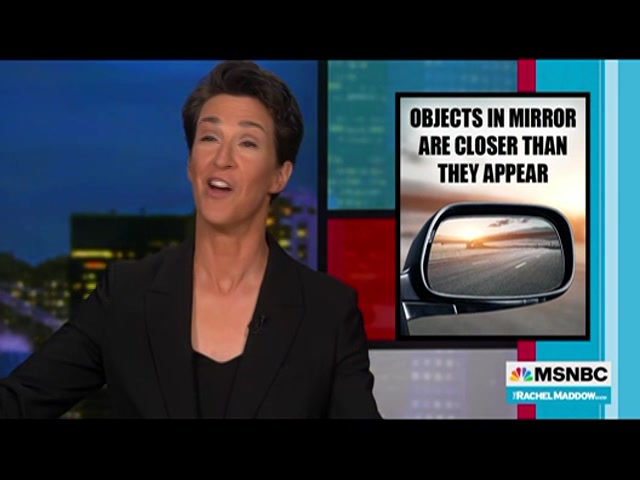 OBJECTS IN MIRROR
ARE CLOSER THAN
THEY APPEAR
MSNBC
THE RACHEL MADDOW SHOW